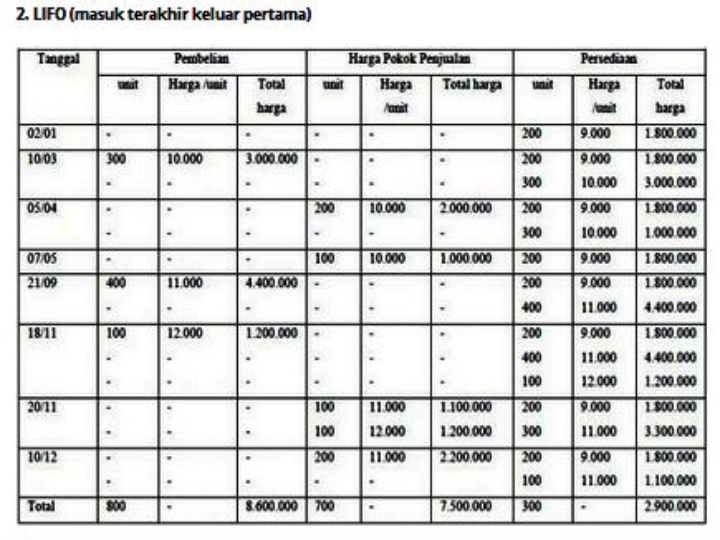 2. LIFO (masuk terakhir keluar pertama)
Tanggal Pembelian Harga Pokok Penjualan Persediaan
unit Harga /unit Total harga unit Harga /unit Total harga unit Harga /unit Total harga
02/01 - - - - - - 200 9.000 1.800.000
10/03 300 10.000 3.000.000 - - - 200 9.000 1.800.000
- - - - - - 300 10.000 3.000.000
05/04 - - - 200 10.000 2.000.000 200 9.000 1.800.000
- - - - - - 300 10.000 1.000.000
07/05 - - - 100 10.000 1.000.000 200 9.000 1.800.000
21/09 400 11.000 4.400.000 - - - 200 9.000 1.800.000
- - - - - - 400 11.000 4.400.000
18/11 100 12.000 1.200.000 - - - 200 9.000 1.800.000
- - - - - - 400 11.000 4.400.000
- - - - - - 100 12.000 1.200.000
20/11 - - - 100 11.000 1.100.000 200 9.000 1.800.000
- - - 100 12.000 1.200.000 300 11.000 3.300.000
10/12 - - - 200 11.000 2.200.000 200 9.000 1.800.000
- - - - - 100 11.000 1.100.000
Total 800 - 8.600.000 700 - 7.500.000 300 - 2.900.000